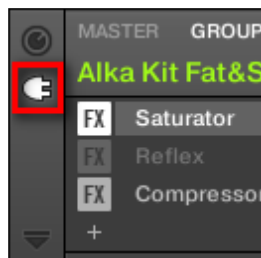 MASTER GROUP
Alka Kit Fat&S
FX Saturator
FX Reflex
FX Compressor
+